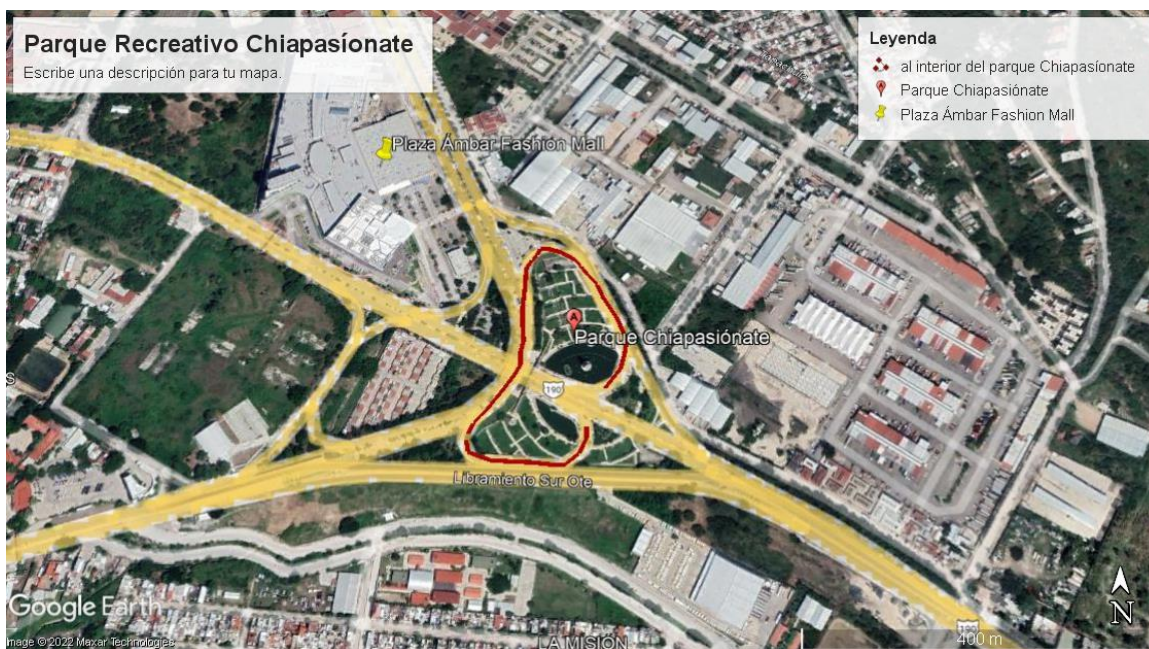 Parque Recreativo Chiapasíonate
Escribe una descripción para tu mapa.
Leyenda
al interior del parque Chiapasíonate
Parque Chiapasiónate
Plaza Ámbar Fashion Mall
Plaza Ámbar Fashion Mall
Parque Chiapasiónate
190
S
Libramiento Sur Ote
Google Earth
Image © 2022 Maxar Technologies
LA MISIÓN
190
400 m
N